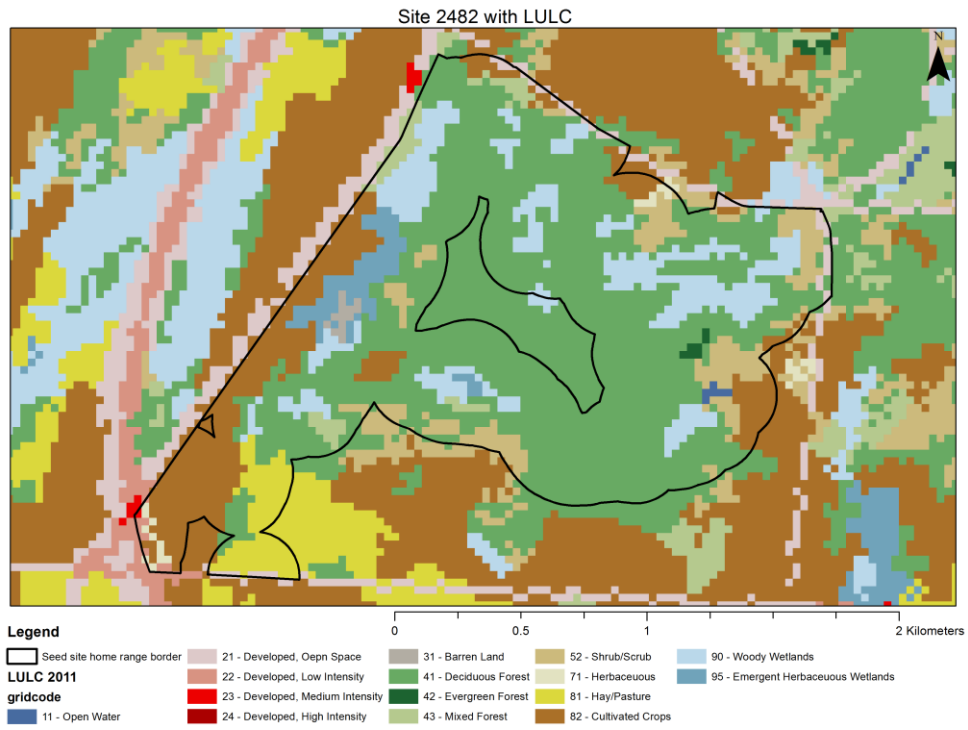 Site 2482 with LULC
N
0 0.5 1 2 Kilometers
Legend
Seed site home range border
LULC 2011
gridcode
11 - Open Water
21 - Developed, Oepn Space
22 - Developed, Low Intensity
23 - Developed, Medium Intensity
24 - Developed, High Intensity
31 - Barren Land
41 - Deciduous Forest
42 - Evergreen Forest
43 - Mixed Forest
52 - Shrub/Scrub
71 - Herbaceuous
81 - Hay/Pasture
82 - Cultivated Crops
90 - Woody Wetlands
95 - Emergent Herbaceuous Wetlands